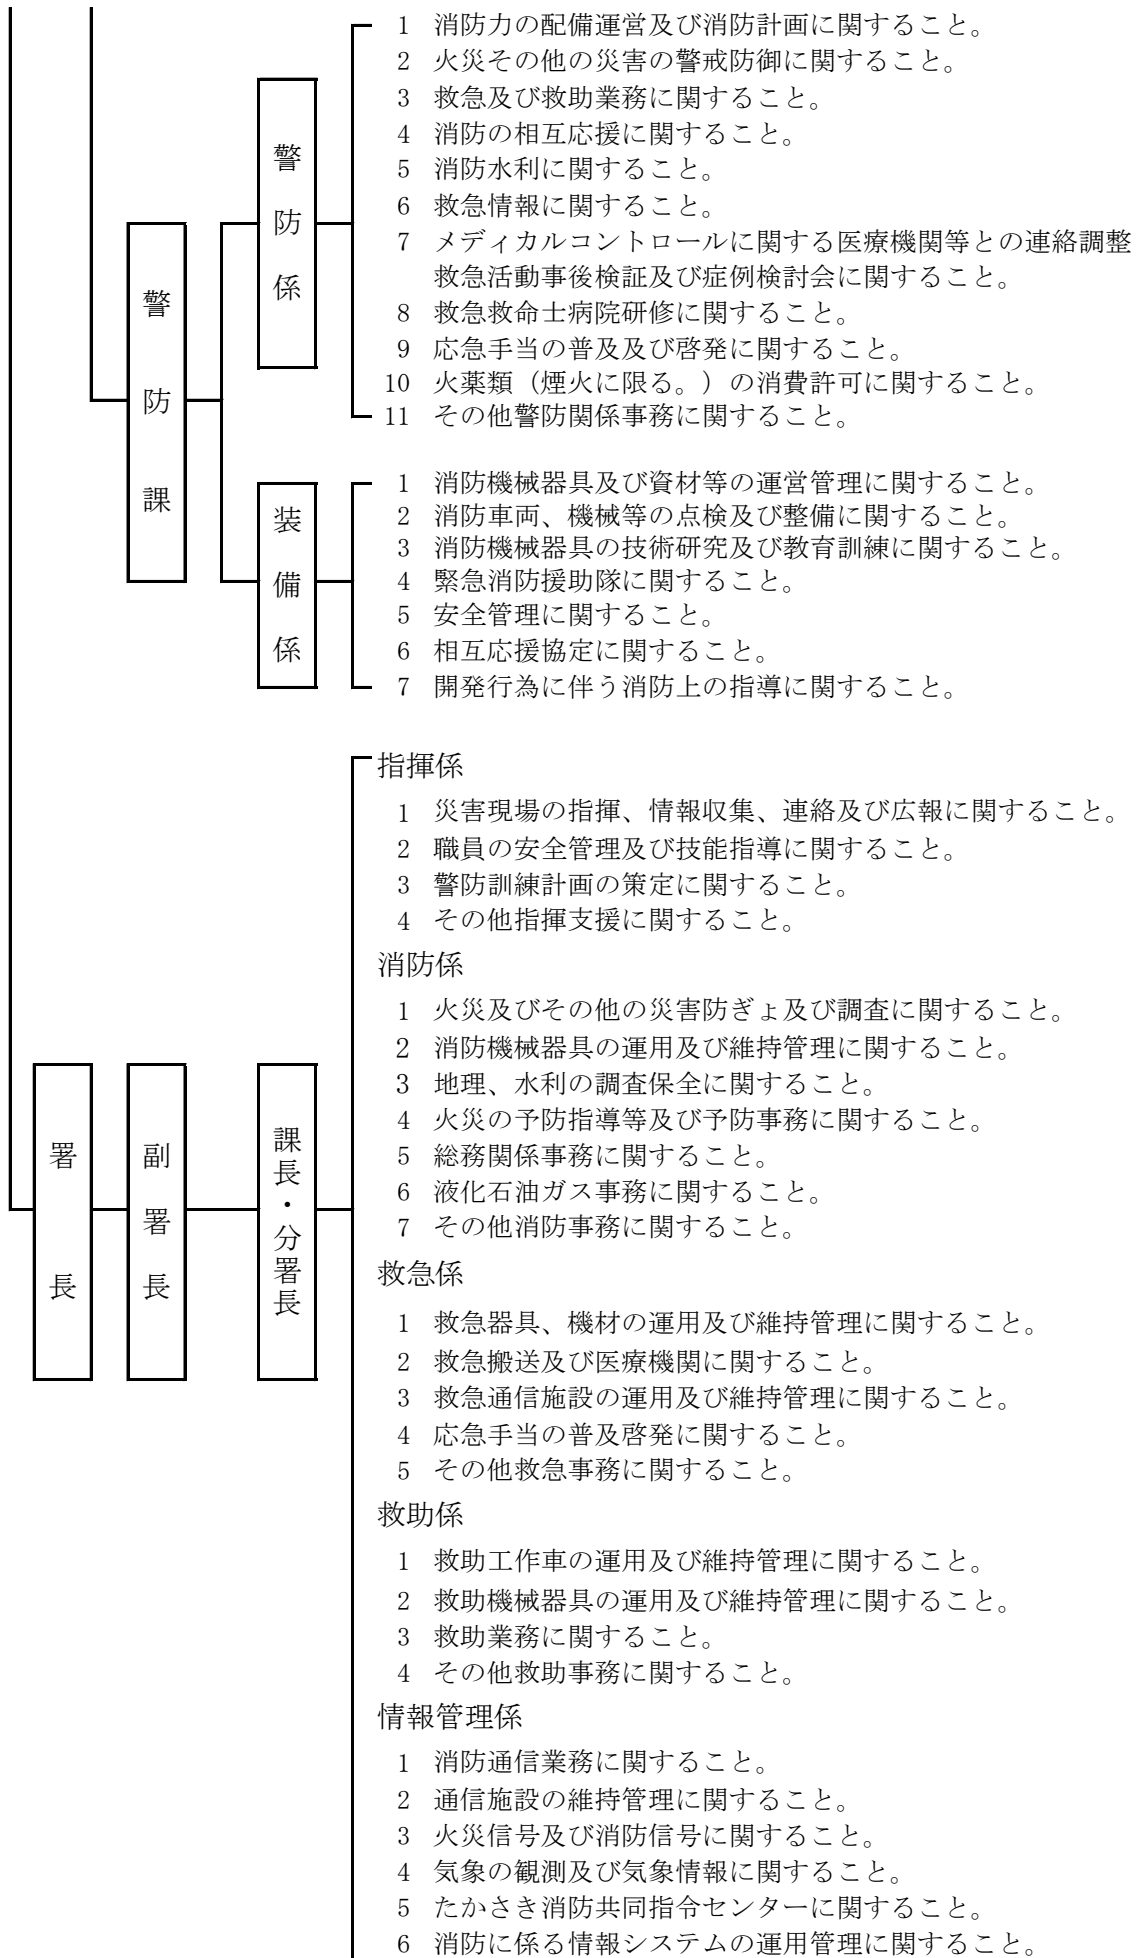 警防課
警防係
1 消防力の配備運営及び消防計画に関すること。
2 火災その他の災害の警戒防御に関すること。
3 救急及び救助業務に関すること。
4 消防の相互応援に関すること。
5 消防水利に関すること。
6 救急情報に関すること。
7 メディカルコントロールに関する医療機関等との連絡調整
救急活動事後検証及び症例検討会に関すること。
8 救急救命士病院研修に関すること。
9 応急手当の普及及び啓発に関すること。
10 火薬類（煙火に限る。）の消費許可に関すること。
11 その他警防関係事務に関すること。
装備係
1 消防機械器具及び資材等の運営管理に関すること。
2 消防車両、機械等の点検及び整備に関すること。
3 消防機械器具の技術研究及び教育訓練に関すること。
4 緊急消防援助隊に関すること。
5 安全管理に関すること。
6 相互応援協定に関すること。
7 開発行為に伴う消防上の指導に関すること。
署長
副署長
課長・分署長
指揮係
1 災害現場の指揮、情報収集、連絡及び広報に関すること。
2 職員の安全管理及び技能指導に関すること。
3 警防訓練計画の策定に関すること。
4 その他指揮支援に関すること。
消防係
1 火災及びその他の災害防ぎょ及び調査に関すること。
2 消防機械器具の運用及び維持管理に関すること。
3 地理、水利の調査保全に関すること。
4 火災の予防指導等及び予防事務に関すること。
5 総務関係事務に関すること。
6 液化石油ガス事務に関すること。
7 その他消防事務に関すること。
救急係
1 救急器具、機材の運用及び維持管理に関すること。
2 救急搬送及び医療機関に関すること。
3 救急通信施設の運用及び維持管理に関すること。
4 応急手当の普及啓発に関すること。
5 その他救急事務に関すること。
救助係
1 救助工作車の運用及び維持管理に関すること。
2 救助機械器具の運用及び維持管理に関すること。
3 救助業務に関すること。
4 その他救助事務に関すること。
情報管理係
1 消防通信業務に関すること。
2 通信施設の維持管理に関すること。
3 火災信号及び消防信号に関すること。
4 気象の観測及び気象情報に関すること。
5 たかさき消防共同指令センターに関すること。
6 消防に係る情報システムの運用管理に関すること。